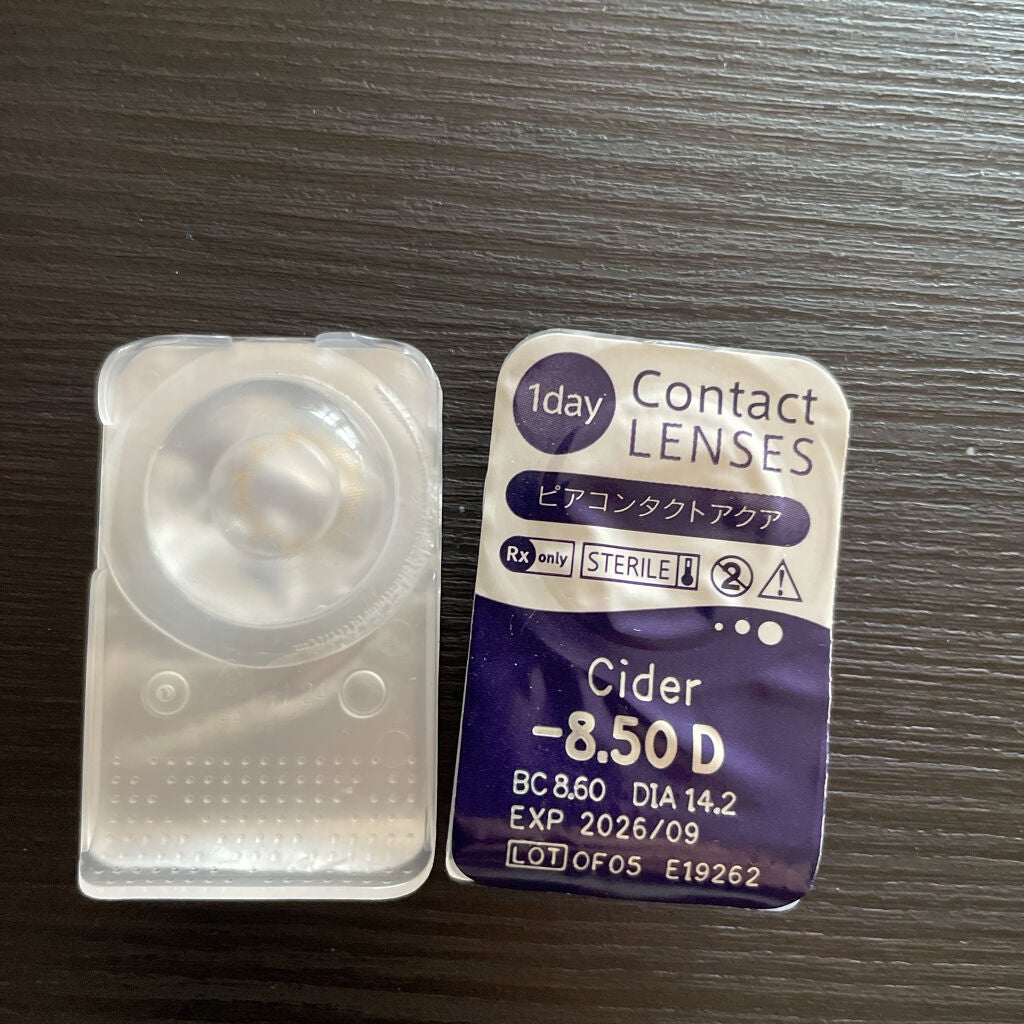 1day
Contact
LENSES
ピアコンタクトアクア
Rx only STERILE 2
Cider
-8.50 D
BC 8.60 DIA 14.2
EXP 2026/09
LOT OF05 E19262